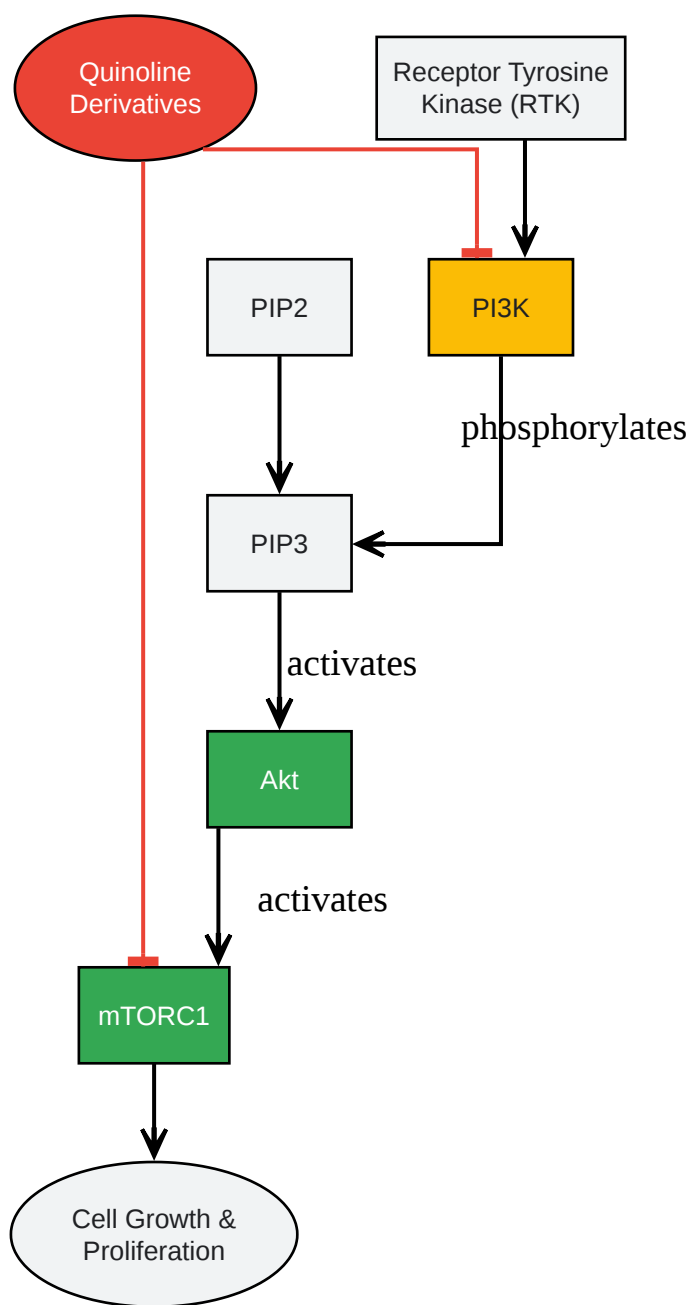 Quinoline
Derivatives
Receptor Tyrosine
Kinase (RTK)
PIP2
PI3K
phosphorylates
PIP3
activates
Akt
activates
mTORC1
Cell Growth &
Proliferation